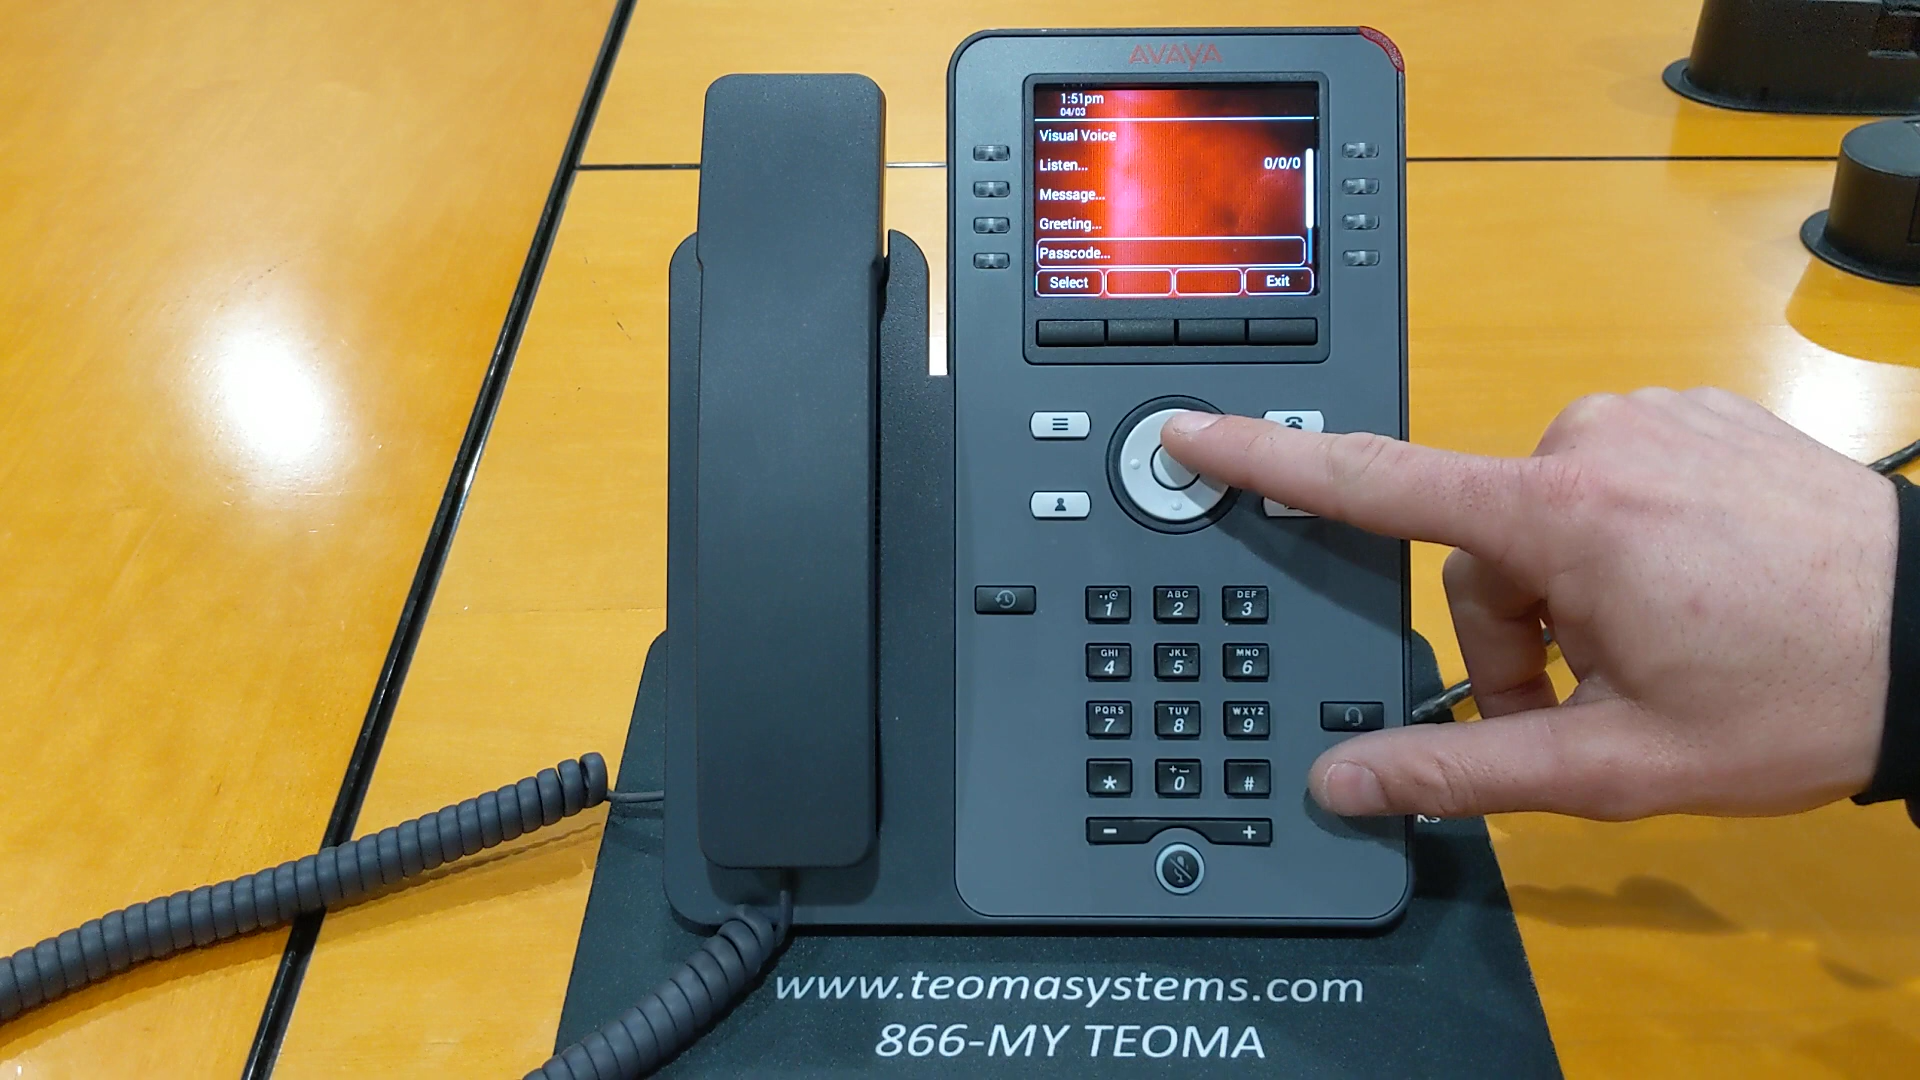 AVAYA
1:51pm
04/03
Visual Voice
Listen... 0/0/0
Message...
Greeting...
Passcode...
Select Exit
.,@ ABC DEF
1 2 3
GHI JKL MNO
4 5 6
PQRS TUV WXYZ
7 8 9
* 0 #
- +
KS
www.teomasystems.com
866-MY TEOMA